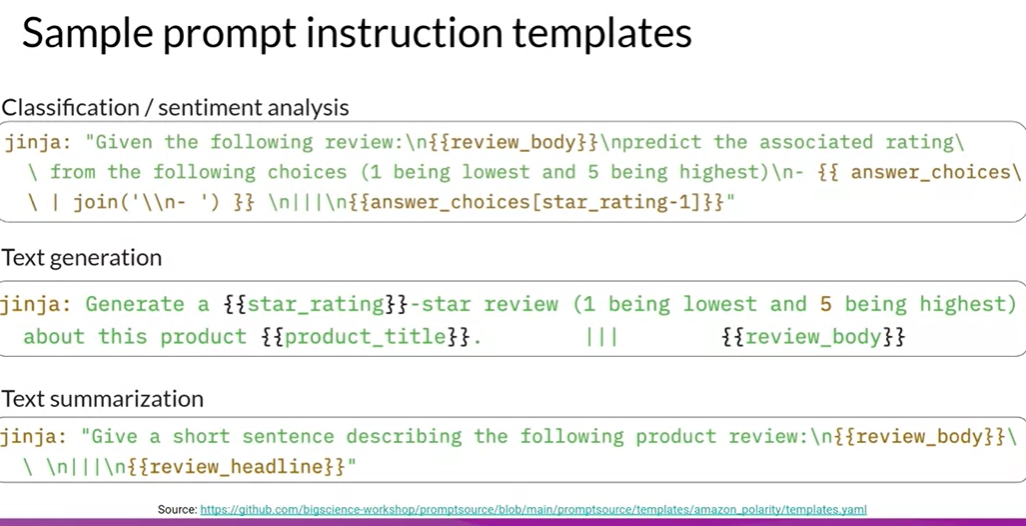 Sample prompt instruction templates
Classification / sentiment analysis
jinja: "Given the following review:\n{{review_body}}\npredict the associated rating\
\ from the following choices (1 being lowest and 5 being highest)\n- {{ answer_choices\
\ | join('\\n- ') }} \n|||\n{{answer_choices[star_rating-1]}}"
Text generation
jinja: Generate a {{star_rating}}-star review (1 being lowest and 5 being highest)
about this product {{product_title}}. ||| {{review_body}}
Text summarization
jinja: "Give a short sentence describing the following product review:\n{{review_body}}\
\ \n|||\n{{review_headline}}"
Source: https://github.com/bigscience-workshop/promptsource/blob/main/promptsource/templates/amazon_polarity/templates.yaml